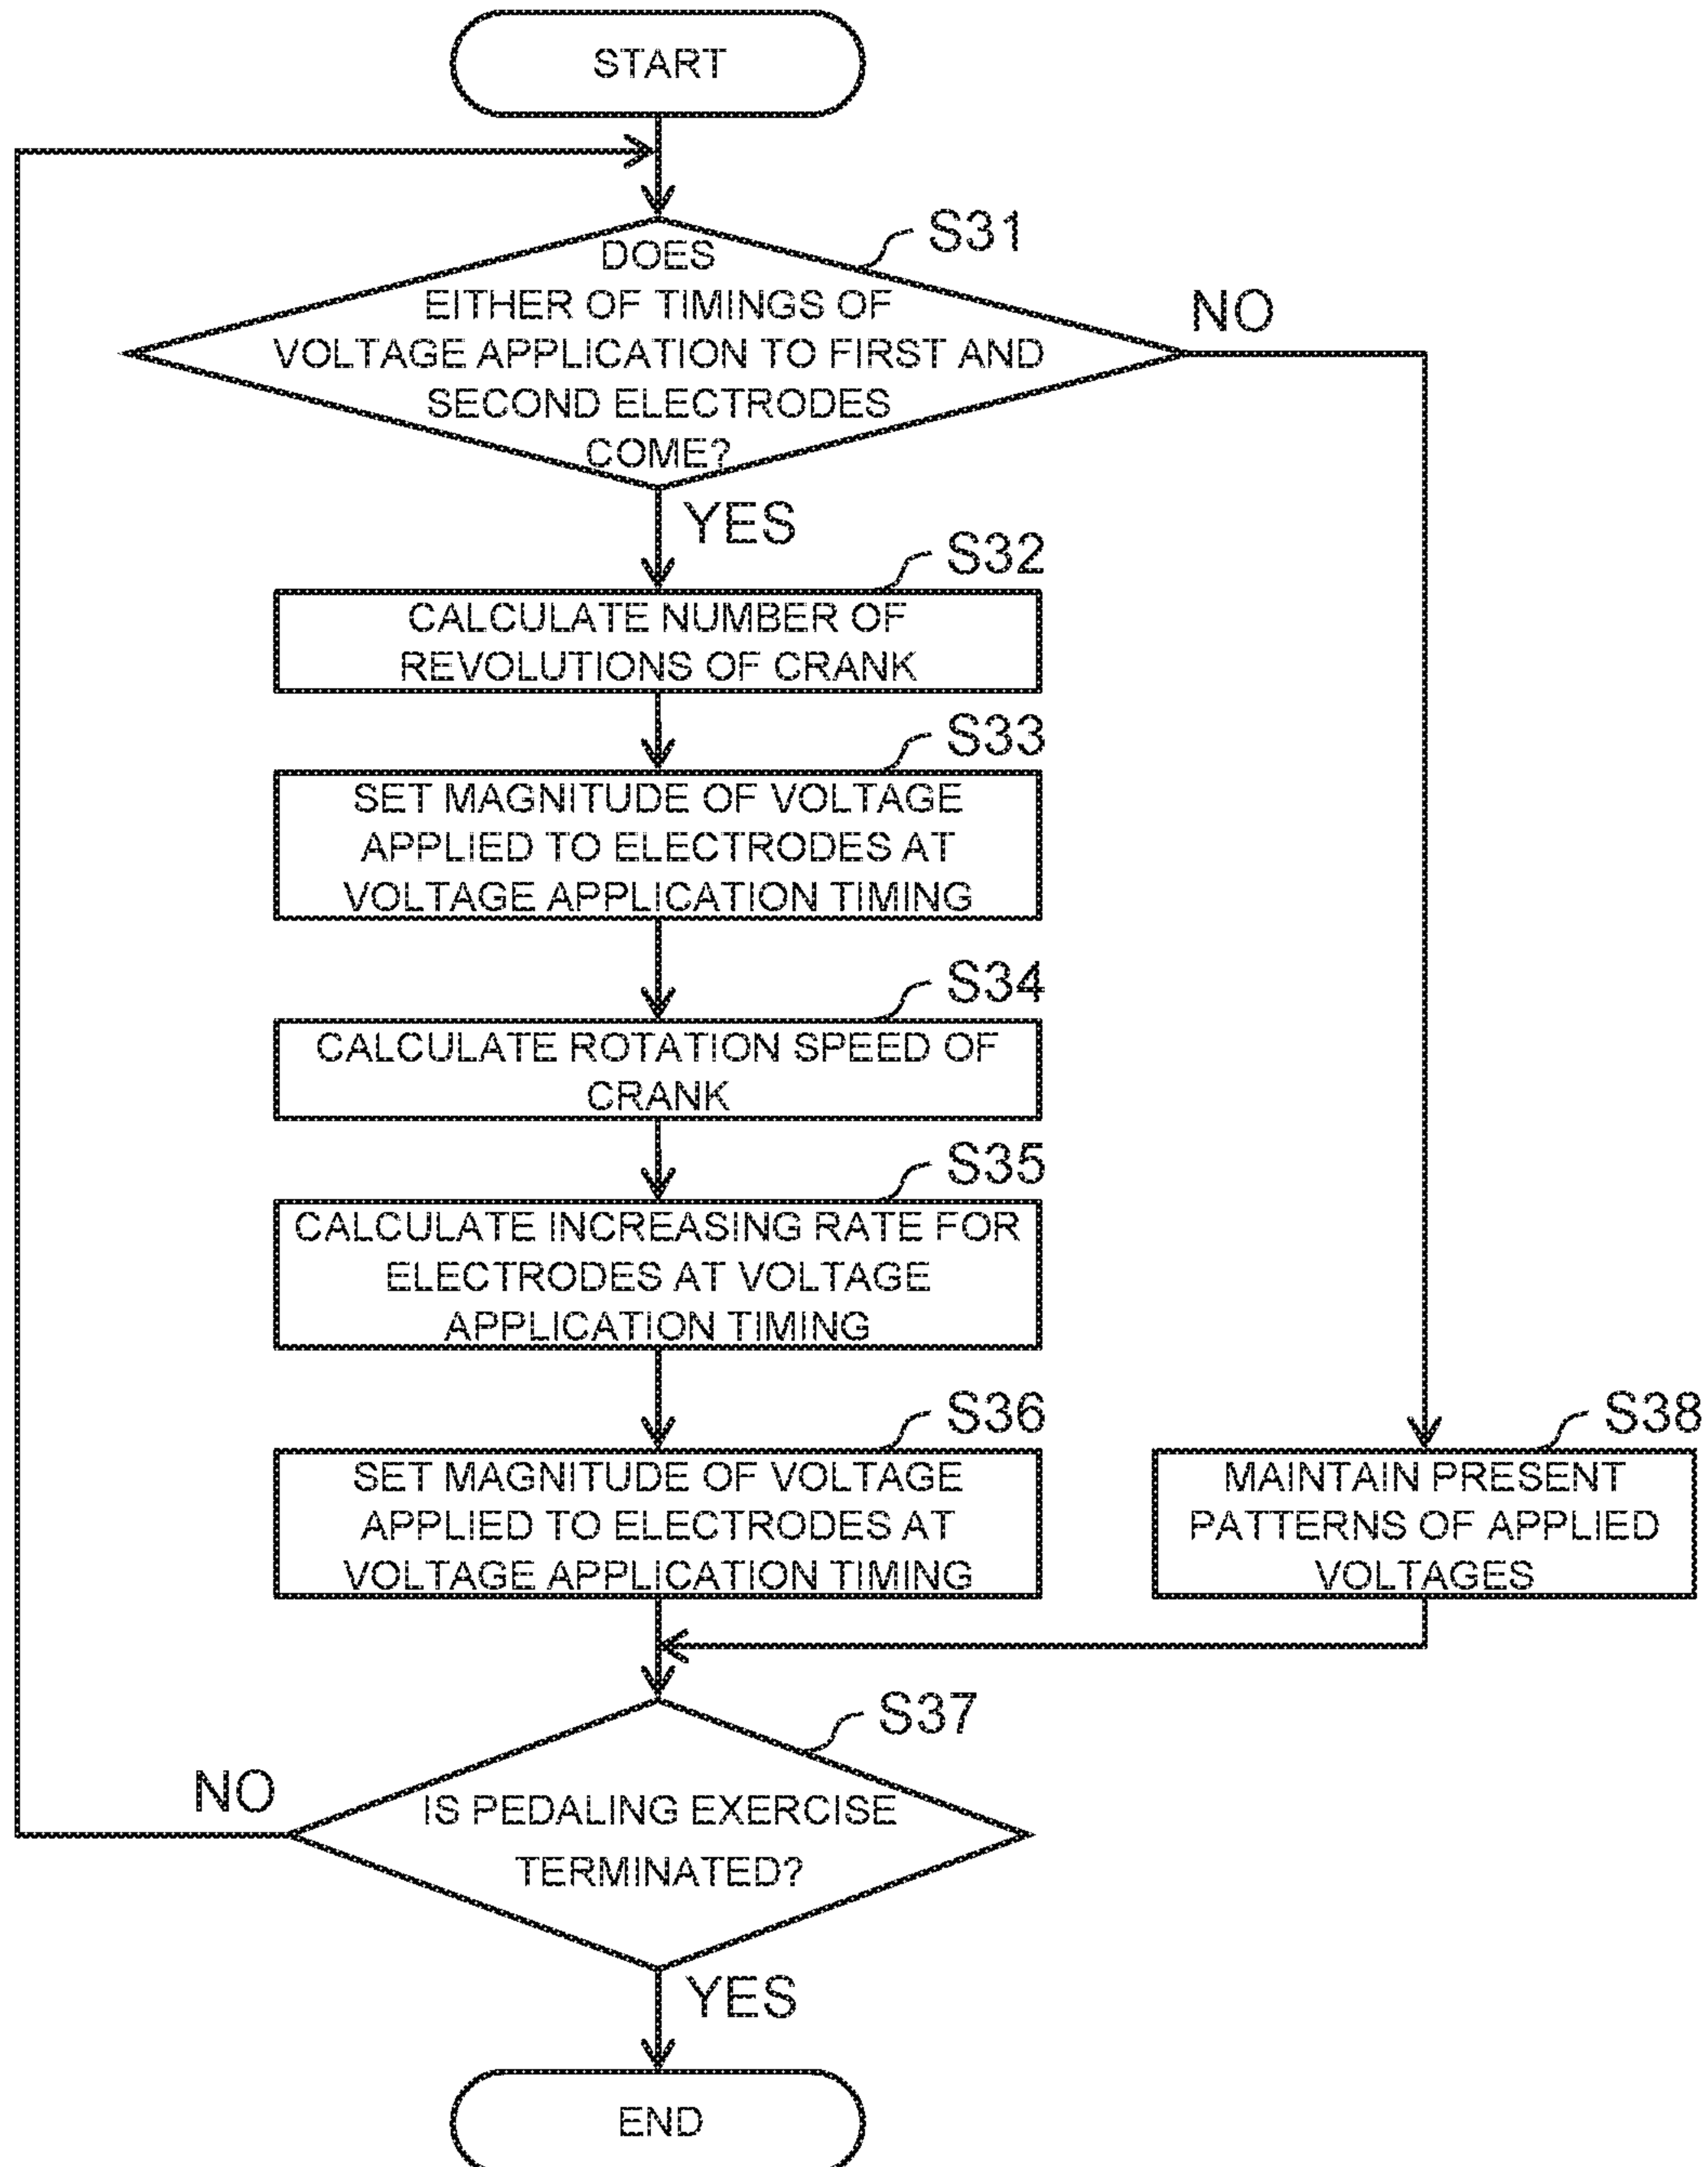 START
S31
DOES
EITHER OF TIMINGS OF
VOLTAGE APPLICATION TO FIRST AND
SECOND ELECTRODES
COME?
NO
YES
S32
CALCULATE NUMBER OF
REVOLUTIONS OF CRANK
S33
SET MAGNITUDE OF VOLTAGE
APPLIED TO ELECTRODES AT
VOLTAGE APPLICATION TIMING
S34
CALCULATE ROTATION SPEED OF
CRANK
S35
CALCULATE INCREASING RATE FOR
ELECTRODES AT VOLTAGE
APPLICATION TIMING
S36
SET MAGNITUDE OF VOLTAGE
APPLIED TO ELECTRODES AT
VOLTAGE APPLICATION TIMING
S38
MAINTAIN PRESENT
PATTERNS OF APPLIED
VOLTAGES
S37
NO
IS PEDALING EXERCISE
TERMINATED?
YES
END